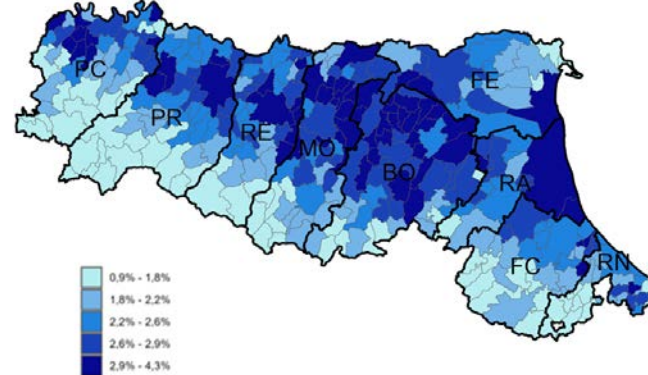 PC
PR
RE
MO
BO
FE
RA
FC
RN
0,9% - 1,8%
1,8% - 2,2%
2,2% - 2,6%
2,6% - 2,9%
2,9% - 4,3%